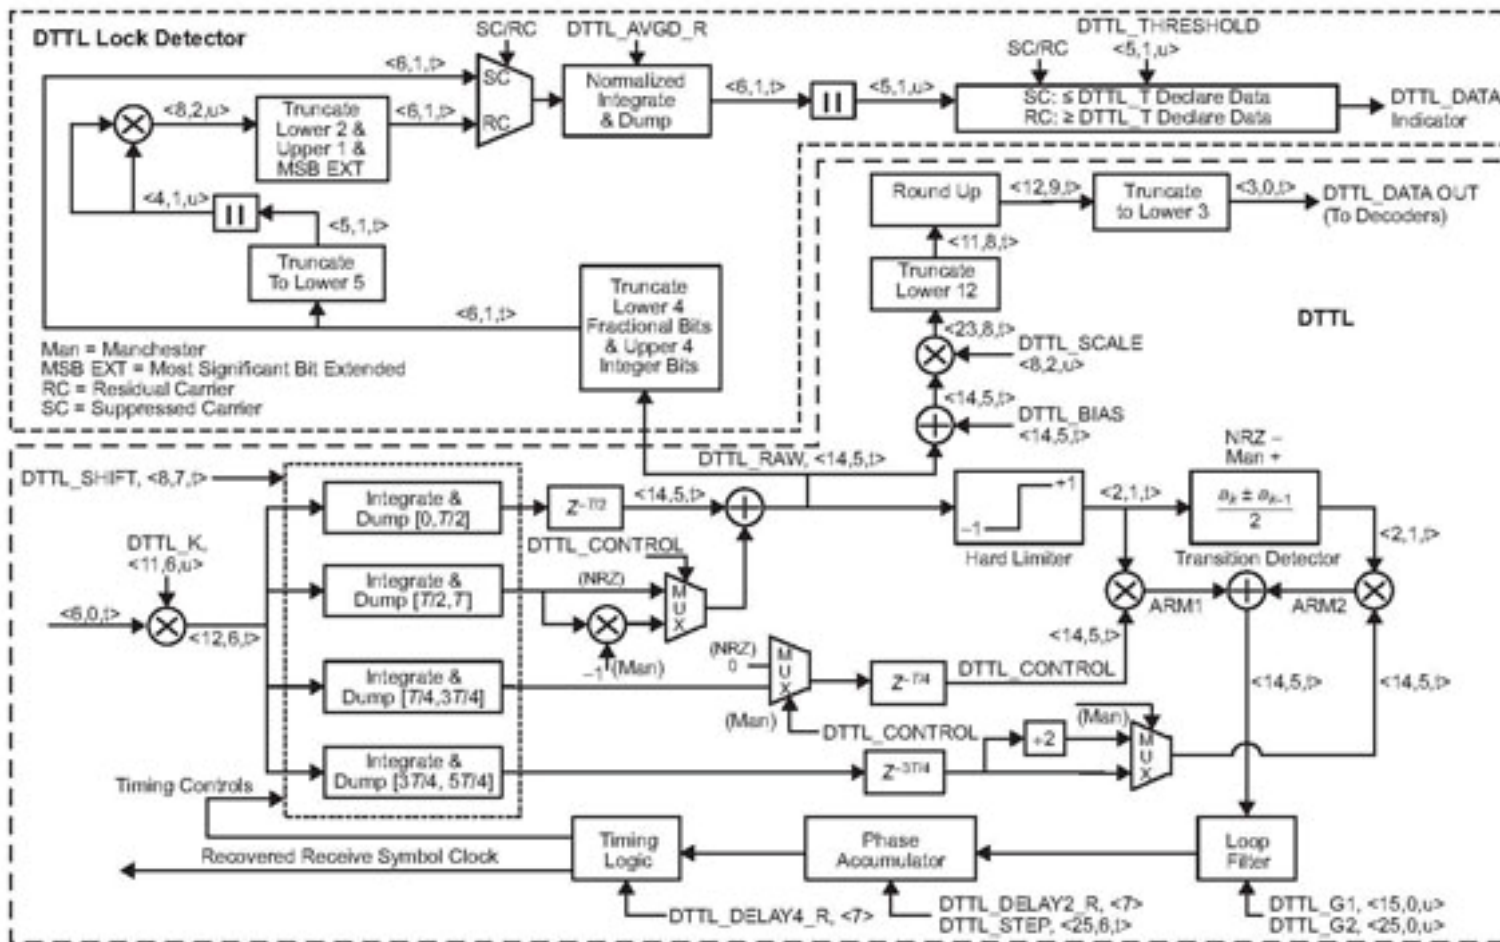 DTTL Lock Detector
SC/RC
DTTL_AVGD_R
DTTL_THRESHOLD
<5,1,u>
SC/RC
<6,1,t>
SC
RC
Normalized
Integrate
& Dump
<6,1,t>
| |
<5,1,u>
SC: ≤ DTTL_T Declare Data
RC: ≥ DTTL_T Declare Data
DTTL_DATA
Indicator
<8,2,u>
Truncate
Lower 2 &
Upper 1 &
MSB EXT
<6,1,t>
<4,1,u>
| |
<5,1,t>
Truncate
To Lower 5
<6,1,t>
Truncate
Lower 4
Fractional Bits
& Upper 4
Integer Bits
Man = Manchester
MSB EXT = Most Significant Bit Extended
RC = Residual Carrier
SC = Suppressed Carrier
Round Up
<12,9,t>
Truncate
to Lower 3
<3,0,t>
DTTL_DATA OUT
(To Decoders)
<11,8,t>
Truncate
Lower 12
<23,8,t>
DTTL_SCALE
<8,2,u>
<14,5,t>
DTTL_BIAS
<14,5,t>
DTTL
DTTL_RAW, <14,5,t>
DTTL_SHIFT, <8,7,t>
DTTL_K,
<11,6,u>
<6,0,t>
<12,6,t>
Integrate &
Dump [0,T/2]
Z-T/2
<14,5,t>
Integrate &
Dump [T/2,T]
DTTL_CONTROL
(NRZ)
MUX
−1
(Man)
Integrate &
Dump [T/4,3T/4]
(NRZ)
0
MUX
(Man)
DTTL_CONTROL
Z-T/4
DTTL_CONTROL
Integrate &
Dump [3T/4, 5T/4]
Z-3T/4
÷2
(Man)
MUX
+1
−1
Hard Limiter
<2,1,t>
NRZ −
Man +
ak ± ak-1
2
Transition Detector
<2,1,t>
ARM1
ARM2
<14,5,t>
<14,5,t>
<14,5,t>
Timing Controls
Recovered Receive Symbol Clock
Timing
Logic
Phase
Accumulator
Loop
Filter
DTTL_DELAY4_R, <7>
DTTL_DELAY2_R, <7>
DTTL_STEP, <25,6,t>
DTTL_G1, <15,0,u>
DTTL_G2, <25,0,u>